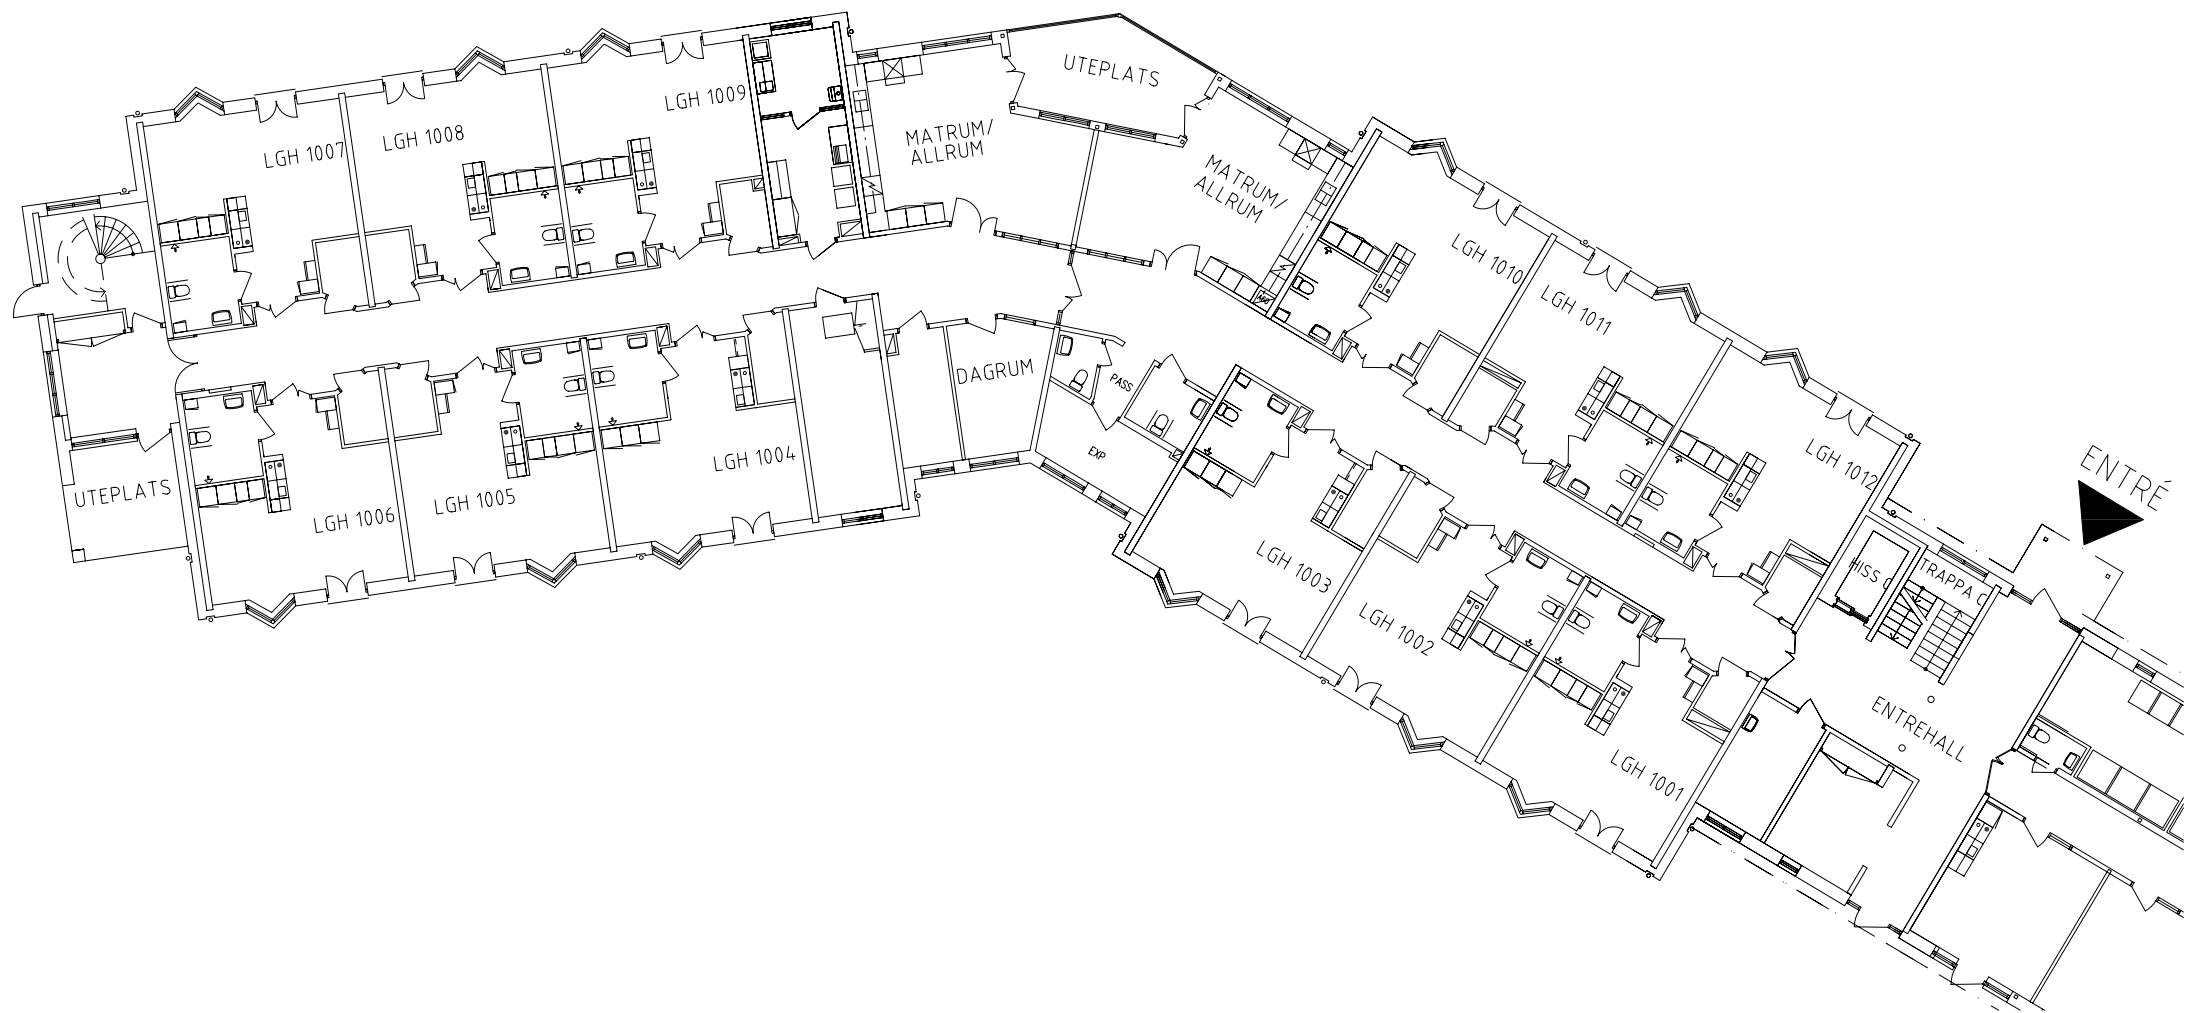 UTEPLATS
LGH 1009
LGH 1008
LGH 1007
MATRUM/
ALLRUM
MATRUM/
ALLRUM
LGH 1010
LGH 1011
LGH 1012
ENTRÉ
DAGRUM
PASS
EXP
LGH 1004
LGH 1005
LGH 1006
UTEPLATS
LGH 1003
LGH 1002
LGH 1001
HISS C
TRAPPA C
ENTREHALL